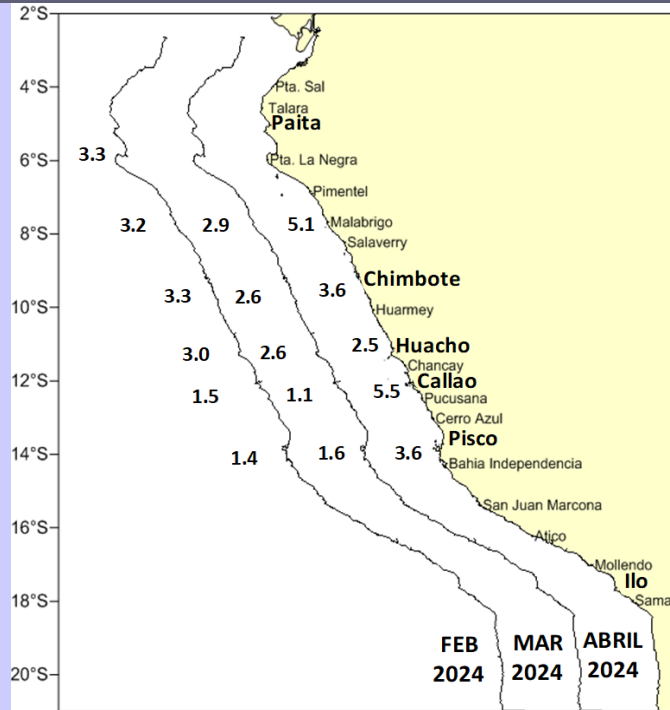 2°S
4°S
Pta. Sal
Talara
Paita
3.3
6°S
Pta. La Negra
Pimentel
3.2
2.9
5.1
Malabrigo
8°S
Salaverry
Chimbote
3.3
2.6
3.6
10°S
Huarmey
3.0
2.6
2.5
Huacho
Chancay
12°S
Callao
1.5
1.1
5.5
Pucusana
Cerro Azul
Pisco
1.4
1.6
3.6
14°S
Bahia Independencia
San Juan Marcona
16°S
Atico
Mollendo
Ilo
18°S
Sama
FEB
2024
MAR
2024
ABRIL
2024
20°S